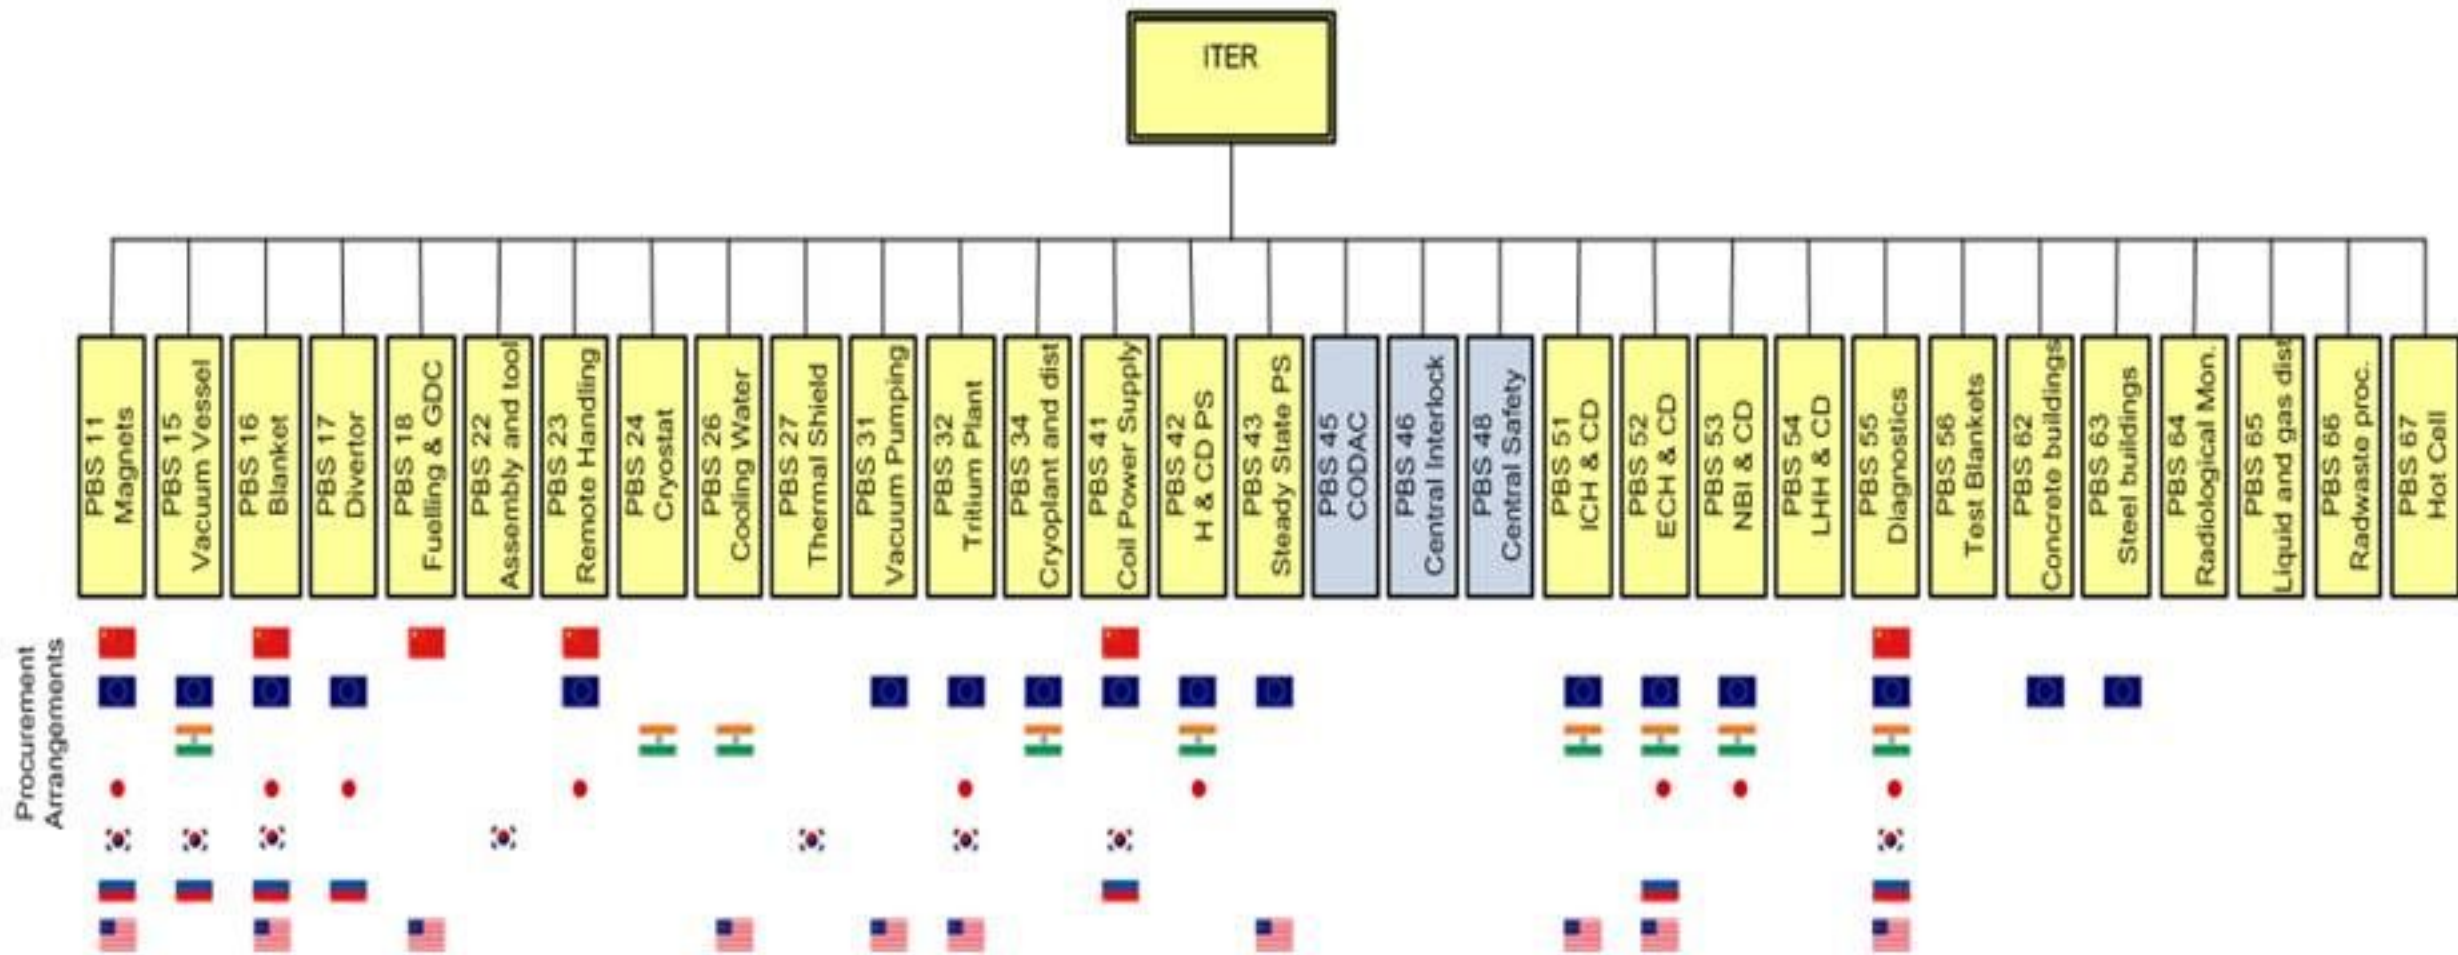 ITER
PBS 11
Magnets
PBS 15
Vacuum Vessel
PBS 16
Blanket
PBS 17
Divertor
PBS 18
Fuelling & GDC
PBS 22
Assembly and tool
PBS 23
Remote Handling
PBS 24
Cryostat
PBS 26
Cooling Water
PBS 27
Thermal Shield
PBS 31
Vacuum Pumping
PBS 32
Tritium Plant
PBS 34
Cryoplant and dist
PBS 41
Coil Power Supply
PBS 42
H & CD PS
PBS 43
Steady State PS
PBS 45
CODAC
PBS 46
Central Interlock
PBS 48
Central Safety
PBS 51
ICH & CD
PBS 52
ECH & CD
PBS 53
NBI & CD
PBS 54
LHH & CD
PBS 55
Diagnostics
PBS 56
Test Blankets
PBS 62
Concrete buildings
PBS 63
Steel buildings
PBS 64
Radiological Mon.
PBS 65
Liquid and gas dist
PBS 66
Radwaste proc.
PBS 67
Hot Cell
Procurement
Arrangements